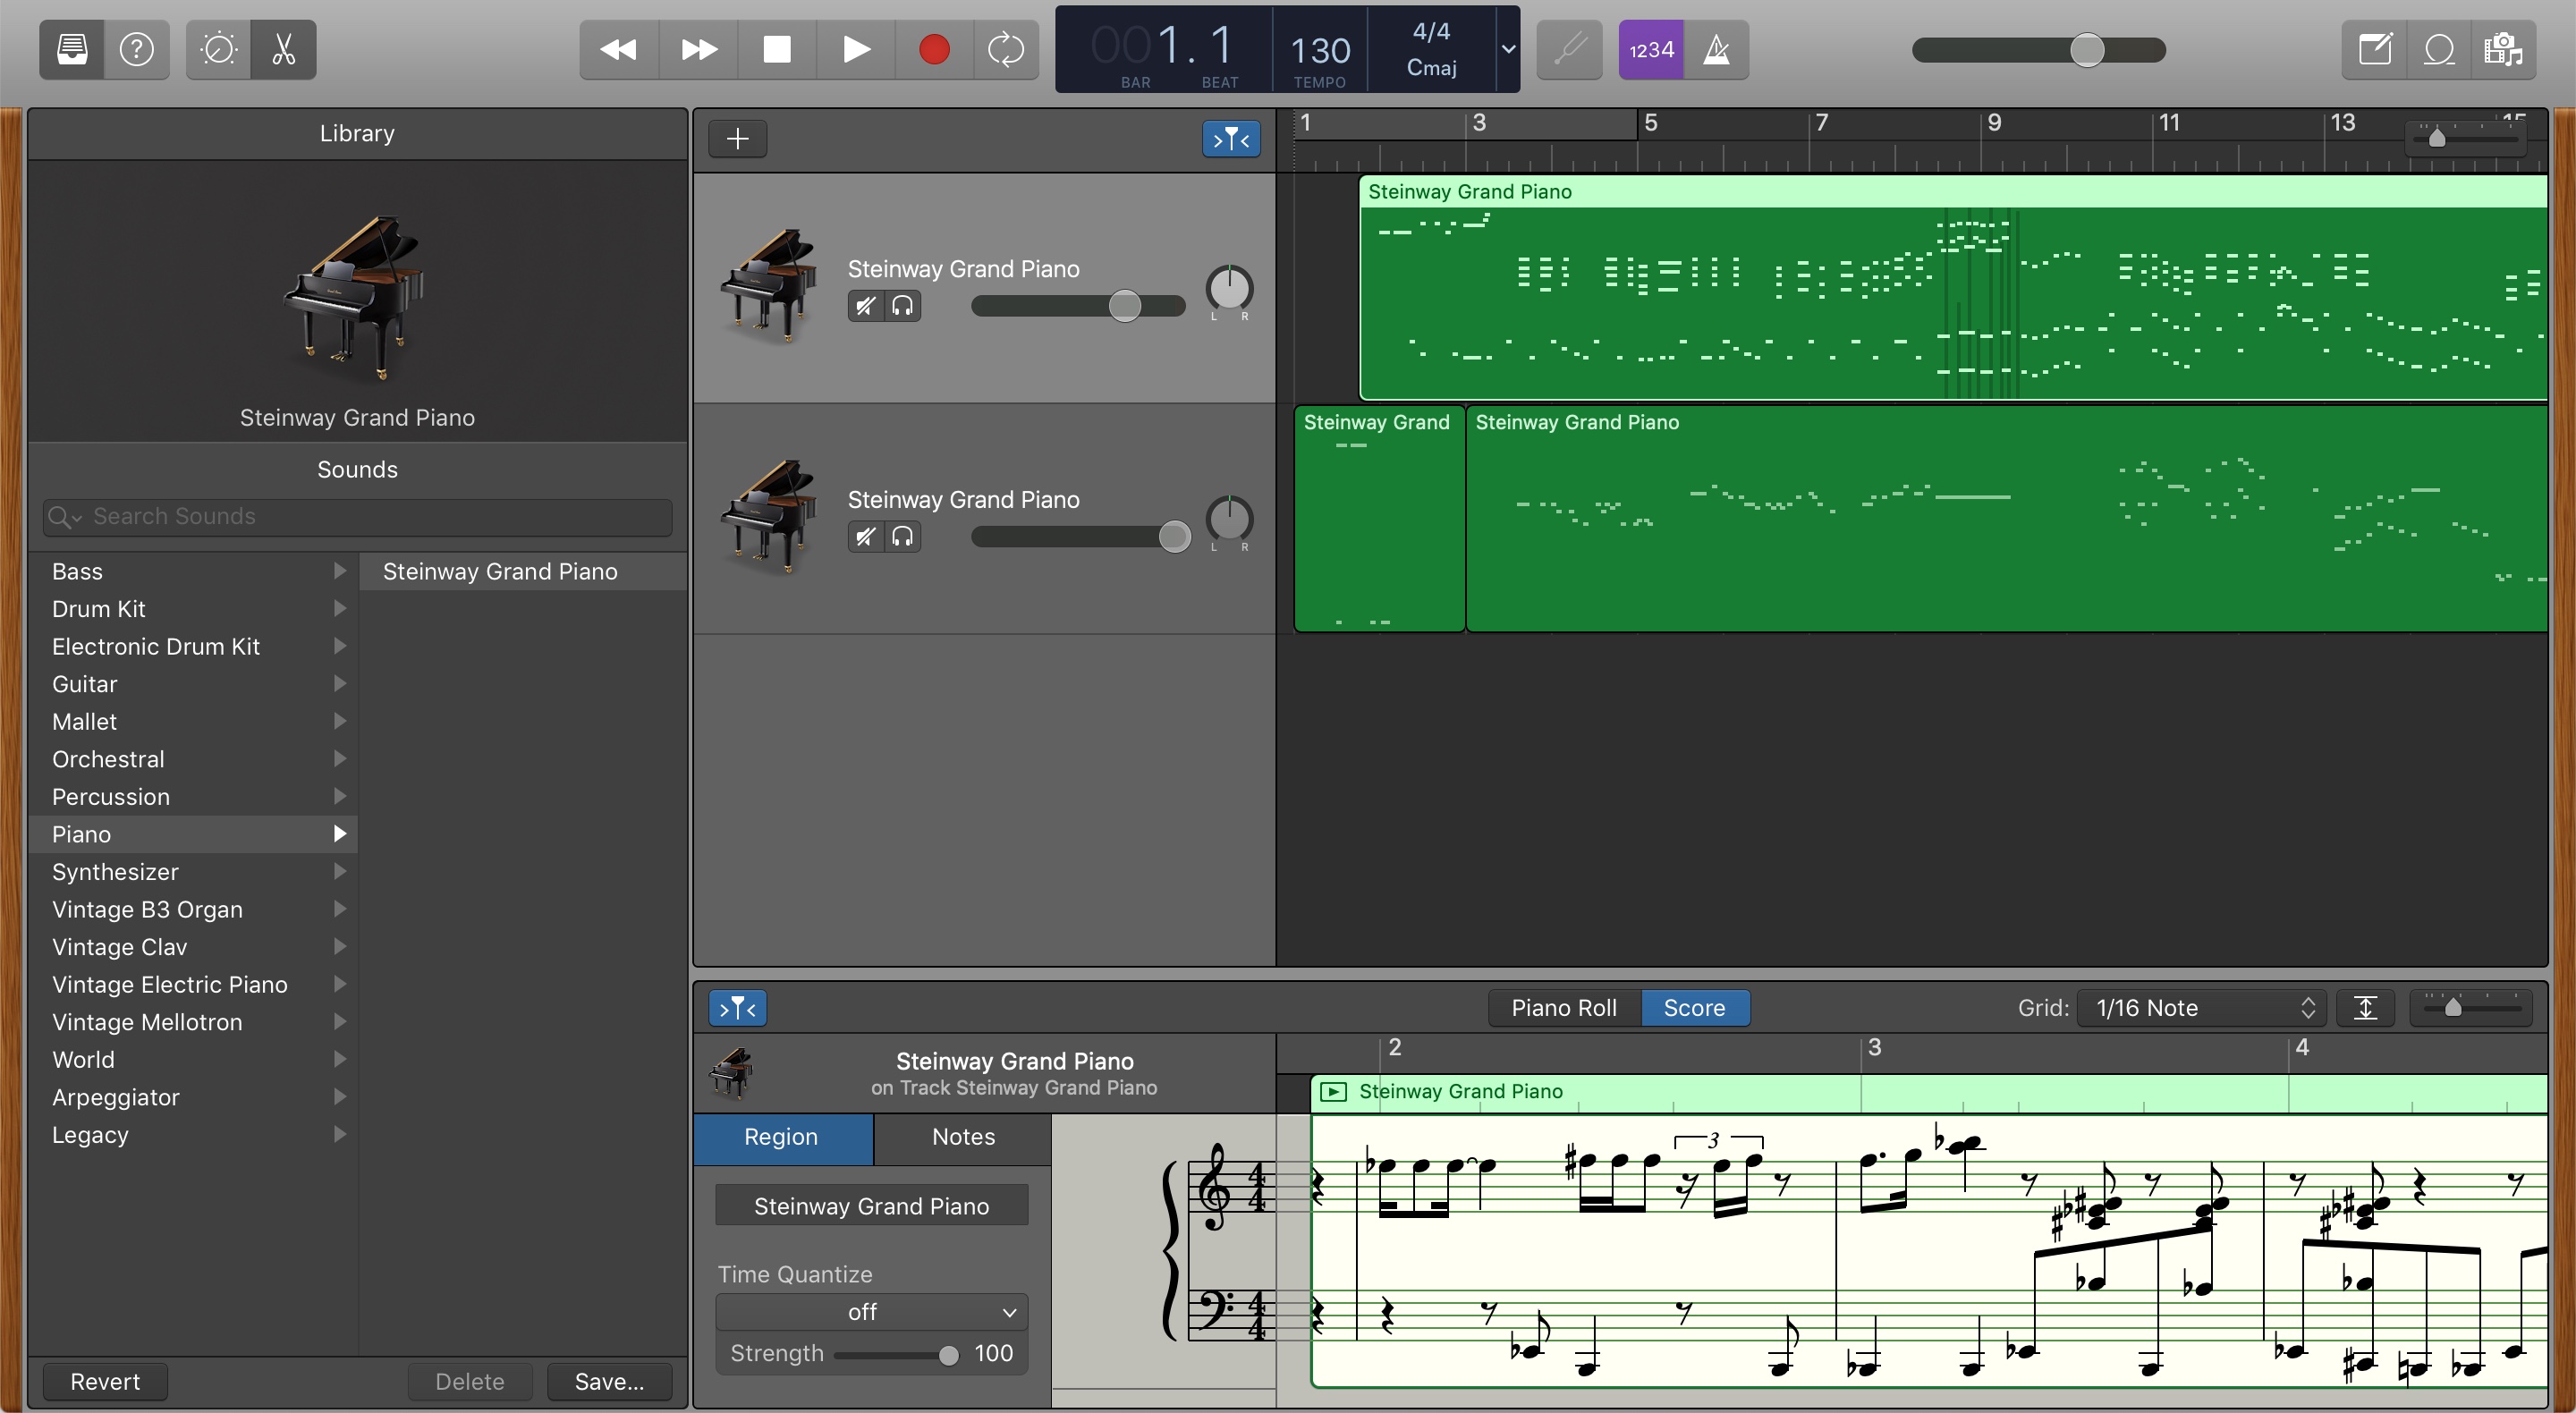 001. 1
BAR BEAT
130
TEMPO
4/4
Cmaj
1234
Library
Steinway Grand Piano
Sounds
Search Sounds
Bass
Drum Kit
Electronic Drum Kit
Guitar
Mallet
Orchestral
Percussion
Piano
Synthesizer
Vintage B3 Organ
Vintage Clav
Vintage Electric Piano
Vintage Mellotron
World
Arpeggiator
Legacy
Steinway Grand Piano
Revert Delete Save...
1 3 5 7 9 11 13 15
Steinway Grand Piano
L R
Steinway Grand Piano
L R
Steinway Grand Piano
Steinway Grand
Steinway Grand Piano
Piano Roll Score
Grid: 1/16 Note
Steinway Grand Piano
on Track Steinway Grand Piano
Region Notes
Steinway Grand Piano
Time Quantize
off
Strength 100
2 3 4
Steinway Grand Piano
4
4
3
4
4